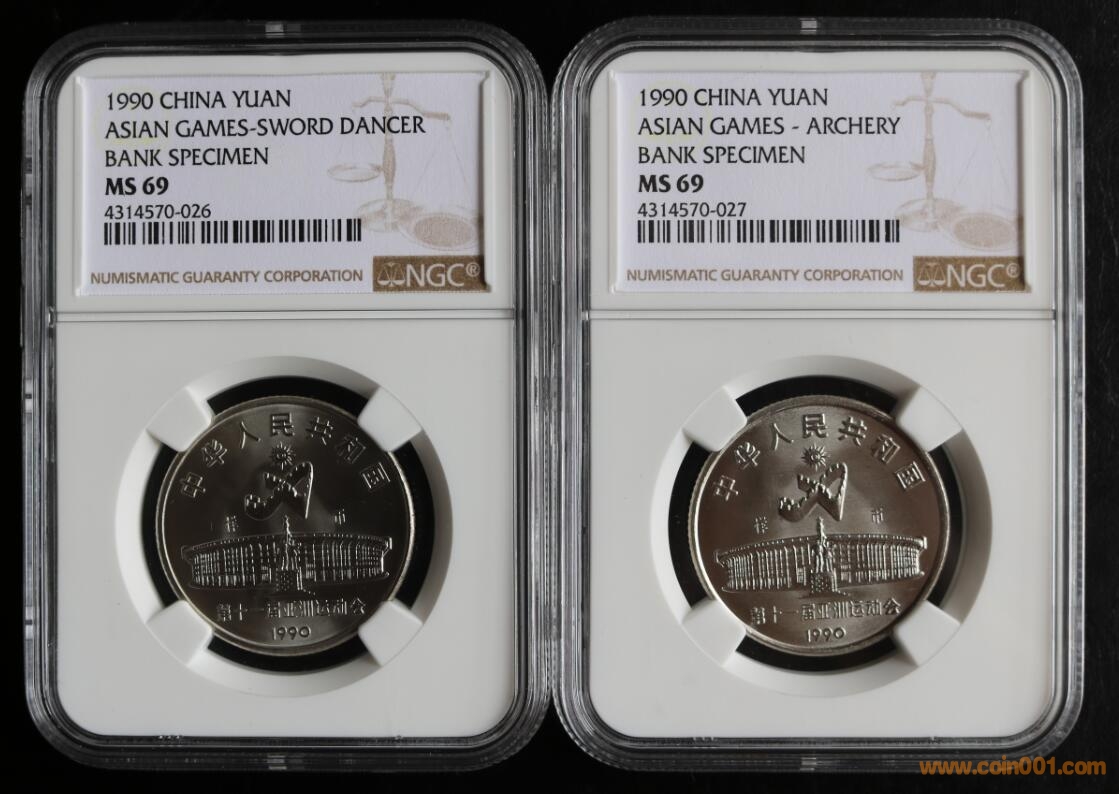 1990 CHINA YUAN
ASIAN GAMES-SWORD DANCER
BANK SPECIMEN
MS 69
4314570-026
NUMISMATIC GUARANTY CORPORATION
NGC®
中华人民共和国
样 币
第十一届亚洲运动会
1990
1990 CHINA YUAN
ASIAN GAMES - ARCHERY
BANK SPECIMEN
MS 69
4314570-027
NUMISMATIC GUARANTY CORPORATION
NGC®
中华人民共和国
样 币
第十一届亚洲运动会
1990
www.coin001.com